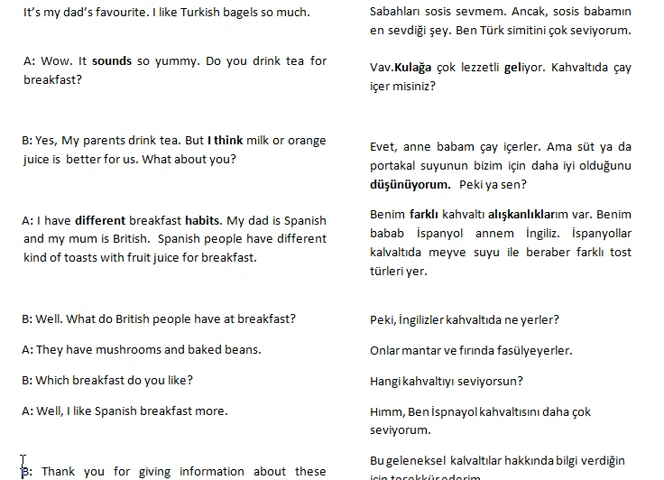 It's my dad's favourite. I like Turkish bagels so much.
A: Wow. It sounds so yummy. Do you drink tea for
breakfast?
B: Yes, My parents drink tea. But I think milk or orange
juice is better for us. What about you?
A: I have different breakfast habits. My dad is Spanish
and my mum is British. Spanish people have different
kind of toasts with fruit juice for breakfast.
B: Well. What do British people have at breakfast?
A: They have mushrooms and baked beans.
B: Which breakfast do you like?
A: Well, I like Spanish breakfast more.
B: Thank you for giving information about these
Sabahları sosis sevmem. Ancak, sosis babamın
en sevdiği şey. Ben Türk simitini çok seviyorum.
Vav.Kulağa çok lezzetli geliyor. Kahvaltıda çay
içer misiniz?
Evet, anne babam çay içerler. Ama süt ya da
portakal suyunun bizim için daha iyi olduğunu
düşünüyorum. Peki ya sen?
Benim farklı kahvaltı alışkanlıklarım var. Benim
babab İspanyol annem İngiliz. İspanyollar
kahvaltıda meyve suyu ile beraber farklı tost
türleri yer.
Peki, İngilizler kahvaltıda ne yerler?
Onlar mantar ve fırında fasülyeyerler.
Hangi kahvaltıyı seviyorsun?
Hımm, Ben İspnayol kahvaltısını daha çok
seviyorum.
Bu geleneksel kahvaltılar hakkında bilgi verdiğin
için teşekkür ederim.